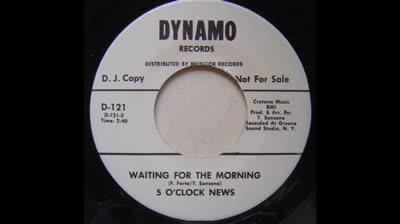 DYNAMO
RECORDS
DISTRIBUTED BY MUSICOR RECORDS
D. J. Copy
Not For Sale
D-121
D-121-2
Time: 2:40
Crotona Music
BMI
Prod. & Arr. By:
T. Sansone
Recorded At Groove
Sound Studio, N. Y.
WAITING FOR THE MORNING
(F. Forte/T. Sansone)
5 O'CLOCK NEWS